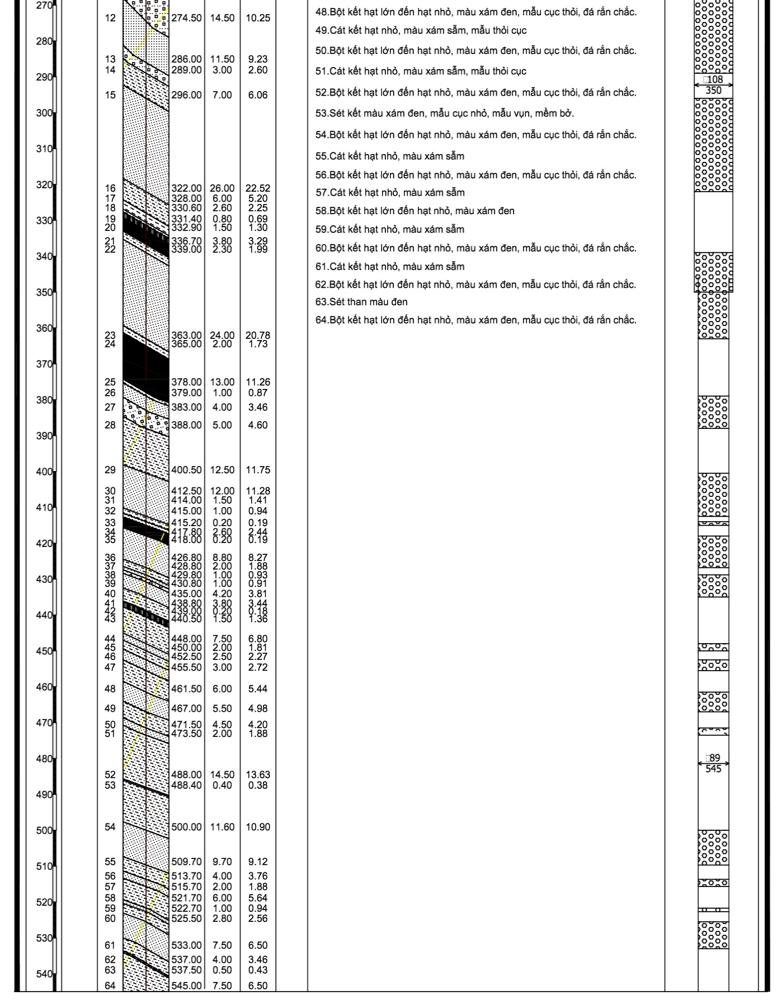 270
12 274.50 14.50 10.25
280
13 286.00 11.50 9.23
14 289.00 3.00 2.60
290
15 296.00 7.00 6.06
300
310
320
16 322.00 26.00 22.52
17 328.00 6.00 5.20
18 330.60 2.60 2.25
19 331.40 0.80 0.69
330
20 332.90 1.50 1.30
21 336.70 3.80 3.29
22 339.00 2.30 1.99
340
350
360
23 363.00 24.00 20.78
24 365.00 2.00 1.73
370
25 378.00 13.00 11.26
26 379.00 1.00 0.87
380
27 383.00 4.00 3.46
28 388.00 5.00 4.60
390
29 400.50 12.50 11.75
400
30 412.50 12.00 11.28
31 414.00 1.50 1.41
410
32 415.00 1.00 0.94
33 415.20 0.20 0.19
34 417.80 2.60 2.44
35 418.00 0.20 0.19
420
36 426.80 8.80 8.27
37 428.80 2.00 1.88
38 429.80 1.00 0.93
430
39 430.80 1.00 0.91
40 435.00 4.20 3.81
41 438.80 3.80 3.44
42 439.00 0.20 0.18
440
43 440.50 1.50 1.36
44 448.00 7.50 6.80
45 450.00 2.00 1.81
450
46 452.50 2.50 2.27
47 455.50 3.00 2.72
460
48 461.50 6.00 5.44
49 467.00 5.50 4.98
470
50 471.50 4.50 4.20
51 473.50 2.00 1.88
480
52 488.00 14.50 13.63
53 488.40 0.40 0.38
490
54 500.00 11.60 10.90
500
55 509.70 9.70 9.12
510
56 513.70 4.00 3.76
57 515.70 2.00 1.88
58 521.70 6.00 5.64
520
59 522.70 1.00 0.94
60 525.50 2.80 2.56
530
61 533.00 7.50 6.50
62 537.00 4.00 3.46
63 537.50 0.50 0.43
540
64 545.00 7.50 6.50
48.Bột kết hạt lớn đến hạt nhỏ, màu xám đen, mẫu cục thỏi, đá rắn chắc.
49.Cát kết hạt nhỏ, màu xám sẫm, mẫu thỏi cục
50.Bột kết hạt lớn đến hạt nhỏ, màu xám đen, mẫu cục thỏi, đá rắn chắc.
51.Cát kết hạt nhỏ, màu xám sẫm, mẫu thỏi cục
52.Bột kết hạt lớn đến hạt nhỏ, màu xám đen, mẫu cục thỏi, đá rắn chắc.
53.Sét kết màu xám đen, mẫu cục nhỏ, mẫu vụn, mềm bở.
54.Bột kết hạt lớn đến hạt nhỏ, màu xám đen, mẫu cục thỏi, đá rắn chắc.
55.Cát kết hạt nhỏ, màu xám sẫm
56.Bột kết hạt lớn đến hạt nhỏ, màu xám đen, mẫu cục thỏi, đá rắn chắc.
57.Cát kết hạt nhỏ, màu xám sẫm
58.Bột kết hạt lớn đến hạt nhỏ, màu xám đen
59.Cát kết hạt nhỏ, màu xám sẫm
60.Bột kết hạt lớn đến hạt nhỏ, màu xám đen, mẫu cục thỏi, đá rắn chắc.
61.Cát kết hạt nhỏ, màu xám sẫm
62.Bột kết hạt lớn đến hạt nhỏ, màu xám đen, mẫu cục thỏi, đá rắn chắc.
63.Sét than màu đen
64.Bột kết hạt lớn đến hạt nhỏ, màu xám đen, mẫu cục thỏi, đá rắn chắc.
□108
350
□89
545